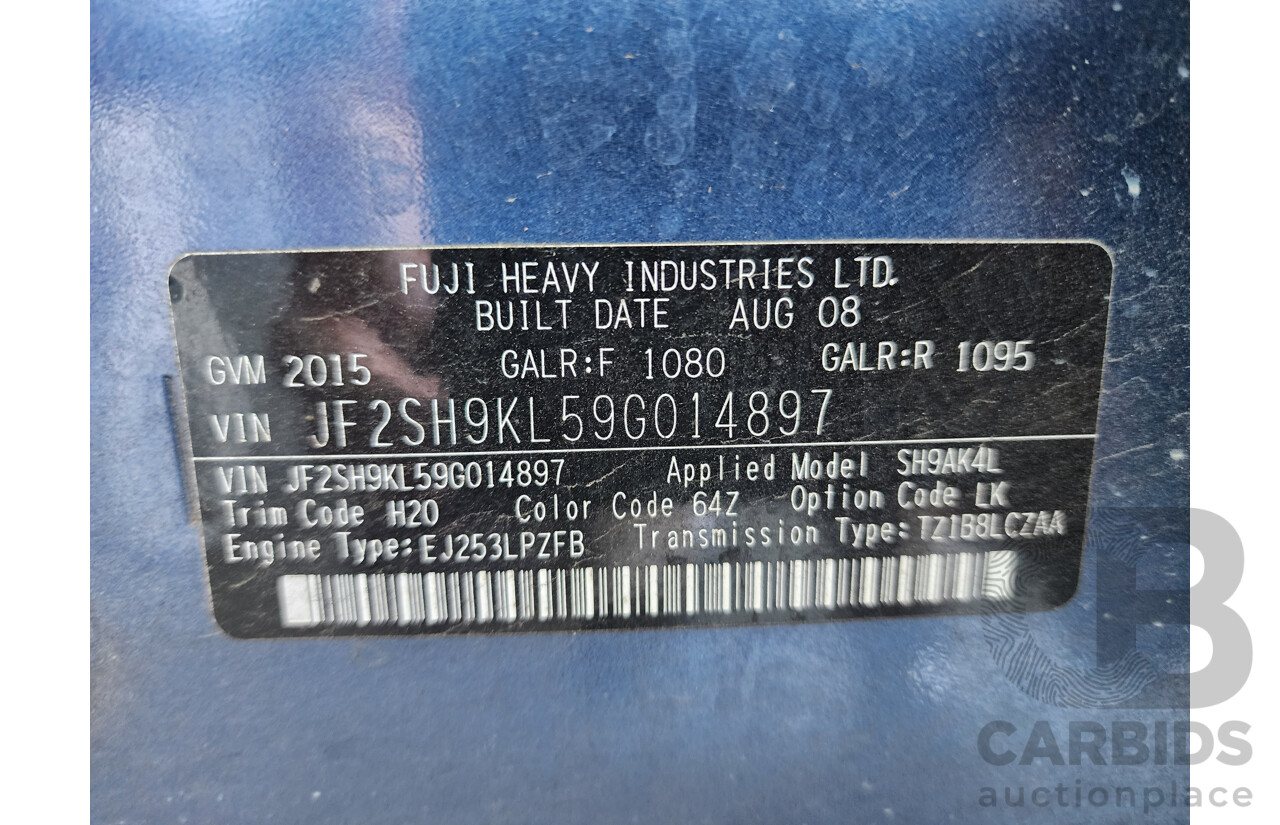 FUJI HEAVY INDUSTRIES LTD.
BUILT DATE AUG 08
GVM 2015 GALR:F 1080 GALR:R 1095
VIN JF2SH9KL59G014897
VIN JF2SH9KL59G014897 Applied Model SH9AK4L
Trim Code H20 Color Code 64Z Option Code LK
Engine Type: EJ253LPZFB Transmission Type: TZ1B8LCZAA
CB
CARBIDS
auctionplace